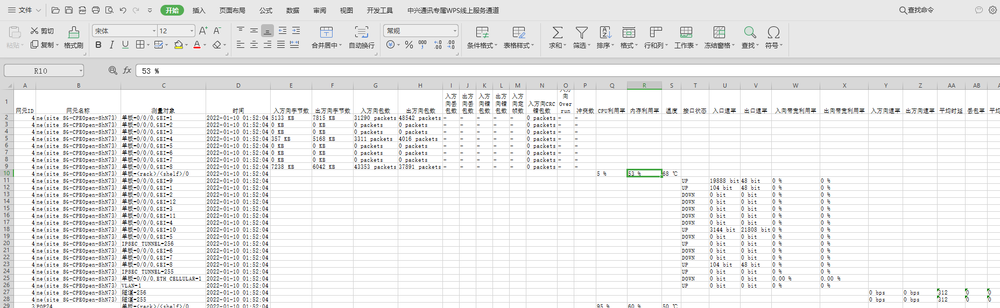 文件 开始 插入 页面布局 公式 数据 审阅 视图 开发工具 中兴通讯专属WPS线上服务通道 查找命令
剪切 宋体 12 A+ A- 常规
粘贴 复制 格式刷 B I U A 合并居中 自动换行 ¥ % 000 条件格式 表格样式 求和 筛选 排序 格式 行和列 工作表 冻结窗格 查找 符号
R10 fx 53 %
A B C D E F G H I J K L M N O P Q R S T U V W X Y Z AA AB
1 网元ID 网元名称 测量对象 时间 入方向字节数 出方向字节数 入方向包数 出方向包数 入方向丢包数 出方向丢包数 入方向错包数 出方向错包数 入方向定帧数 入方向CRC错包数 入方向Overrun 冲突数 CPU利用率 内存利用率 温度 接口状态 入口速率 出口速率 入向带宽利用率 出向带宽利用率 入方向速率 出方向速率 平均时延 丢包率
2 4 ne(site SG-CPEOpen-ShN73) 单板=0/0/0,GEI=1 2022-01-10 01:52:04 5133 KB 7815 KB 31290 packets 48542 packets - - - - - 0 packets - -
3 4 ne(site SG-CPEOpen-ShN73) 单板=0/0/0,GEI=2 2022-01-10 01:52:04 0 KB 0 KB 0 packets 0 packets - - - - - 0 packets - -
4 4 ne(site SG-CPEOpen-ShN73) 单板=0/0/0,GEI=3 2022-01-10 01:52:04 0 KB 0 KB 0 packets 0 packets - - - - - 0 packets - -
5 4 ne(site SG-CPEOpen-ShN73) 单板=0/0/0,GEI=4 2022-01-10 01:52:04 357 KB 5168 KB 3311 packets 4016 packets - - - - - 0 packets - -
6 4 ne(site SG-CPEOpen-ShN73) 单板=0/0/0,GEI=5 2022-01-10 01:52:04 0 KB 0 KB 0 packets 0 packets - - - - - 0 packets - -
7 4 ne(site SG-CPEOpen-ShN73) 单板=0/0/0,GEI=6 2022-01-10 01:52:04 0 KB 0 KB 0 packets 0 packets - - - - - 0 packets - -
8 4 ne(site SG-CPEOpen-ShN73) 单板=0/0/0,GEI=7 2022-01-10 01:52:04 0 KB 0 KB 0 packets 0 packets - - - - - 0 packets - -
9 4 ne(site SG-CPEOpen-ShN73) 单板=0/0/0,GEI=8 2022-01-10 01:52:04 7238 KB 6042 KB 43353 packets 37891 packets - - - - - 0 packets - -
10 4 ne(site SG-CPEOpen-ShN73) 单板=<rack>/<shelf>/0 2022-01-10 01:52:04 5 % 53 % 68 ℃
11 4 ne(site SG-CPEOpen-ShN73) 单板=0/0/0,GEI=9 2022-01-10 01:52:04 UP 19888 bit 48 bit 0 % 0 %
12 4 ne(site SG-CPEOpen-ShN73) 单板=0/0/0,GEI=1 2022-01-10 01:52:04 UP 104 bit 48 bit 0 % 0 %
13 4 ne(site SG-CPEOpen-ShN73) 单板=0/0/0,GEI=2 2022-01-10 01:52:04 DOWN 0 bit 0 bit 0 % 0 %
14 4 ne(site SG-CPEOpen-ShN73) 单板=0/0/0,GEI=12 2022-01-10 01:52:04 DOWN 0 bit 0 bit 0 % 0 %
15 4 ne(site SG-CPEOpen-ShN73) 单板=0/0/0,GEI=3 2022-01-10 01:52:04 DOWN 0 bit 0 bit 0 % 0 %
16 4 ne(site SG-CPEOpen-ShN73) 单板=0/0/0,GEI=11 2022-01-10 01:52:04 DOWN 0 bit 0 bit 0 % 0 %
17 4 ne(site SG-CPEOpen-ShN73) 单板=0/0/0,GEI=4 2022-01-10 01:52:04 DOWN 0 bit 0 bit 0 % 0 %
18 4 ne(site SG-CPEOpen-ShN73) 单板=0/0/0,GEI=10 2022-01-10 01:52:04 UP 3144 bit 21808 bit 0 % 0 %
19 4 ne(site SG-CPEOpen-ShN73) 单板=0/0/0,GEI=5 2022-01-10 01:52:04 DOWN 0 bit 0 bit 0 % 0 %
20 4 ne(site SG-CPEOpen-ShN73) IPSEC TUNNEL=256 2022-01-10 01:52:04 UP 0 bit 0 bit 0 % 0 %
21 4 ne(site SG-CPEOpen-ShN73) 单板=0/0/0,GEI=6 2022-01-10 01:52:04 DOWN 0 bit 0 bit 0 % 0 %
22 4 ne(site SG-CPEOpen-ShN73) 单板=0/0/0,GEI=7 2022-01-10 01:52:04 DOWN 0 bit 0 bit 0 % 0 %
23 4 ne(site SG-CPEOpen-ShN73) 单板=0/0/0,GEI=8 2022-01-10 01:52:04 UP 104 bit 48 bit 0 % 0 %
24 4 ne(site SG-CPEOpen-ShN73) IPSEC TUNNEL=255 2022-01-10 01:52:04 UP 0 bit 0 bit 0 % 0 %
25 4 ne(site SG-CPEOpen-ShN73) 单板=0/0/0,ETH CELLULAR=1 2022-01-10 01:52:04 DOWN 0 bit 0 bit 0.00 % 0.00 %
26 4 ne(site SG-CPEOpen-ShN73) VLAN=1 2022-01-10 01:52:04 UP 0 bit 0 bit 0 % 0 %
27 4 ne(site SG-CPEOpen-ShN73) 隧道=256 2022-01-10 01:52:04 0 bps 0 bps 312 0 0
28 4 ne(site SG-CPEOpen-ShN73) 隧道=255 2022-01-10 01:52:04 0 bps 0 bps 312 0 0
29 3 POP24 单板=<rack>/<shelf>/0 2022-01-10 01:52:04 95 % 60 % 50 ℃